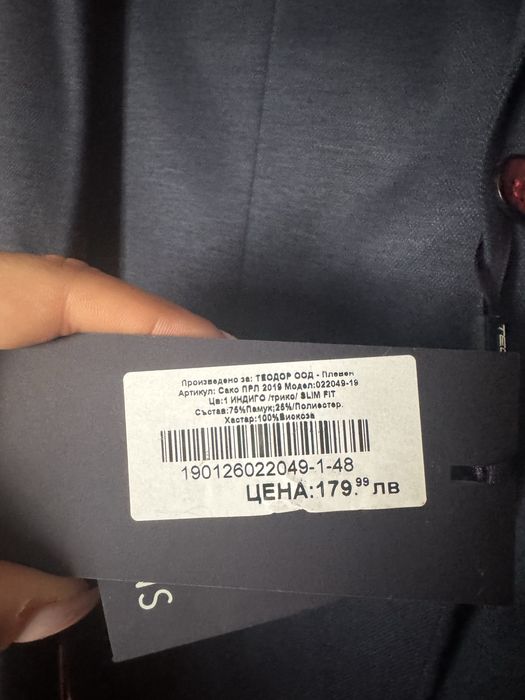 Произведено за: ТЕОДОР ООД - Плевен
Артикул: Сако ПРЛ 2019 Модел:022049-19
Цв:1 ИНДИГО /трико/ SLIM FIT
Състав:75%Памук;25%/Полиестер.
Хастар:100%Вискоза
190126022049-1-48
ЦЕНА:179.99 лв